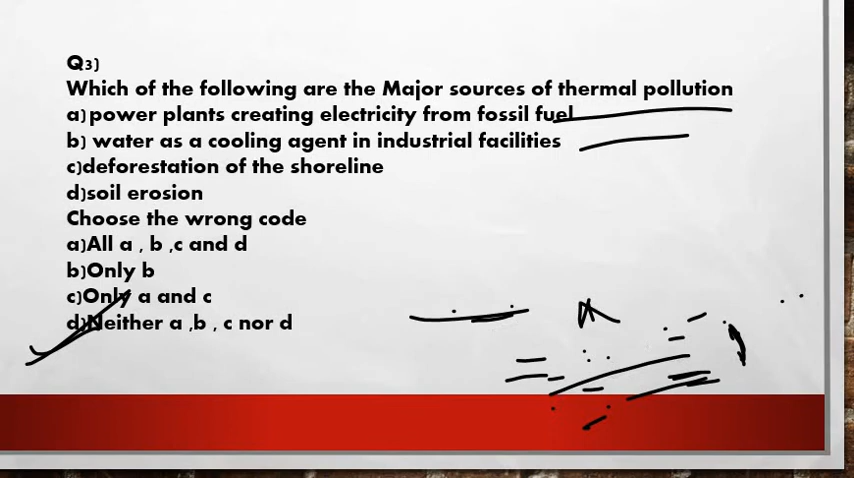 Q3)
Which of the following are the Major sources of thermal pollution
a)power plants creating electricity from fossil fuel
b) water as a cooling agent in industrial facilities
c)deforestation of the shoreline
d)soil erosion
Choose the wrong code
a)All a , b ,c and d
b)Only b
c)Only a and c
d)Neither a ,b , c nor d